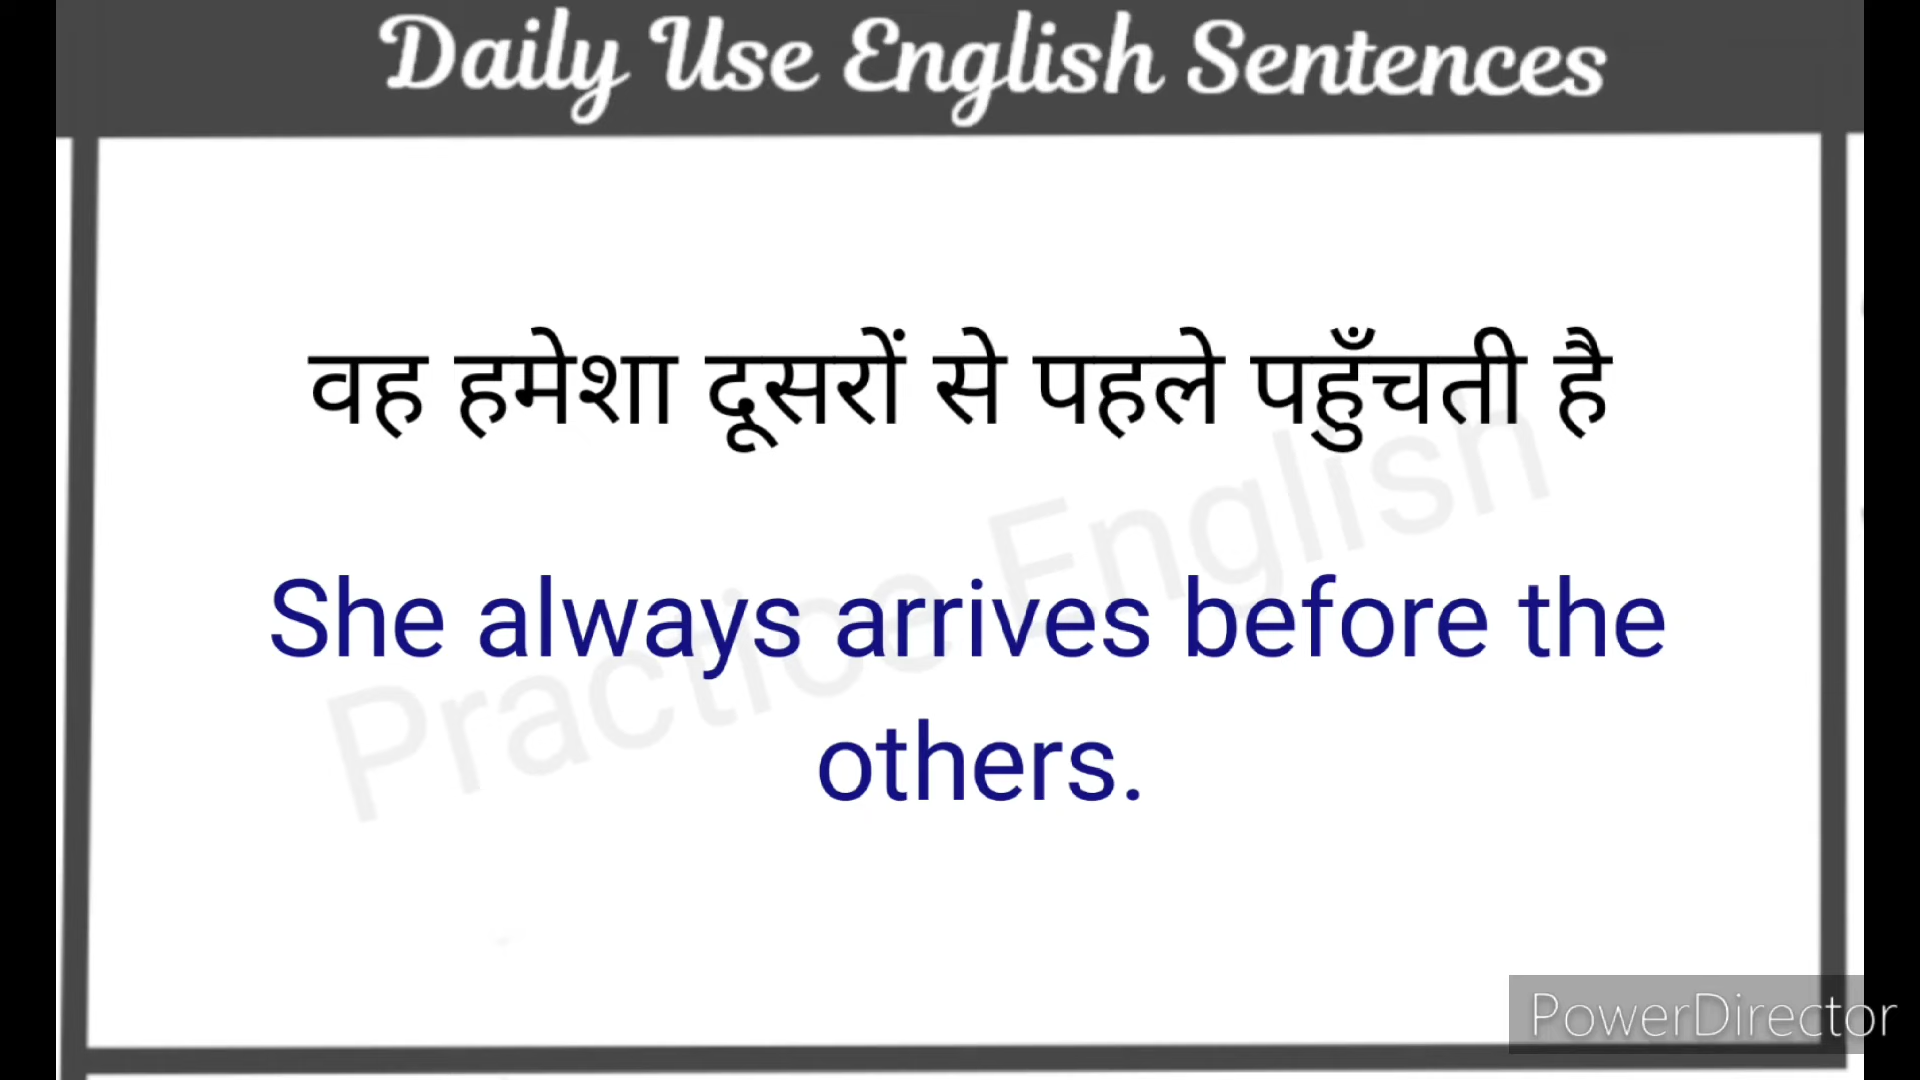 Daily Use English Sentences
वह हमेशा दूसरों से पहले पहुँचती है
She always arrives before the
others.
Practice English
PowerDirector